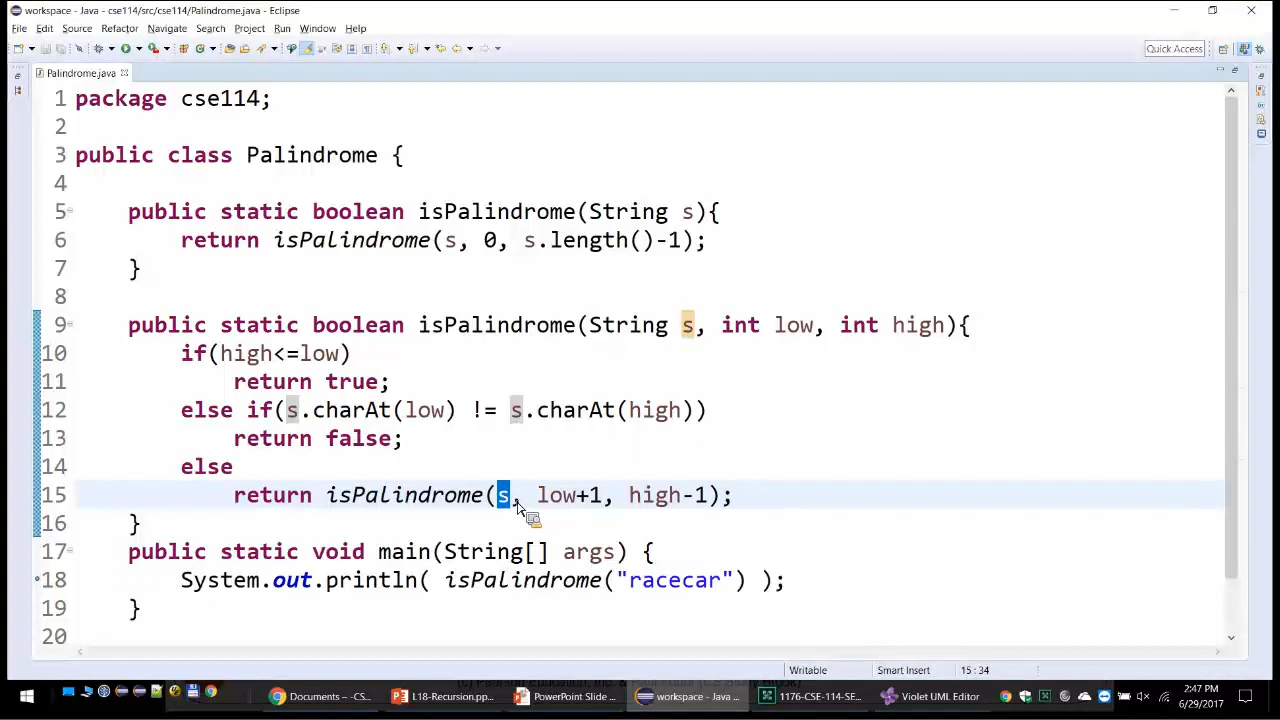 workspace - Java - cse114/src/cse114/Palindrome.java - Eclipse
File Edit Source Refactor Navigate Search Project Run Window Help
Quick Access
Palindrome.java
1 package cse114;
2
3 public class Palindrome {
4
5 public static boolean isPalindrome(String s){
6 return isPalindrome(s, 0, s.length()-1);
7 }
8
9 public static boolean isPalindrome(String s, int low, int high){
10 if(high<=low)
11 return true;
12 else if(s.charAt(low) != s.charAt(high))
13 return false;
14 else
15 return isPalindrome(s, low+1, high-1);
16 }
17 public static void main(String[] args) {
18 System.out.println( isPalindrome("racecar") );
19 }
20
Writable Smart Insert 15 : 34
Documents – CS... L18-Recursion.pp... PowerPoint Slide ... workspace - Java ... 1176-CSE-114-SE... Violet UML Editor 2:47 PM
6/29/2017